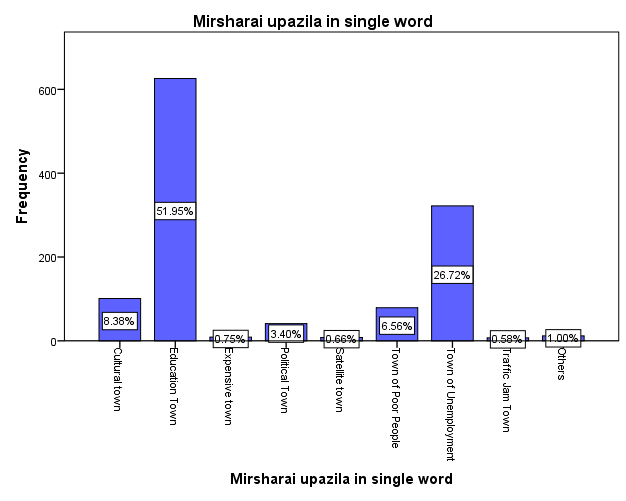 Mirsharai upazila in single word
Frequency
600
400
200
0
8.38%
51.95%
0.75%
3.40%
0.66%
6.56%
26.72%
0.58%
1.00%
Cultural town
Education Town
Expensive town
Political Town
Satellite town
Town of Poor People
Town of Unemployment
Traffic Jam Town
Others
Mirsharai upazila in single word